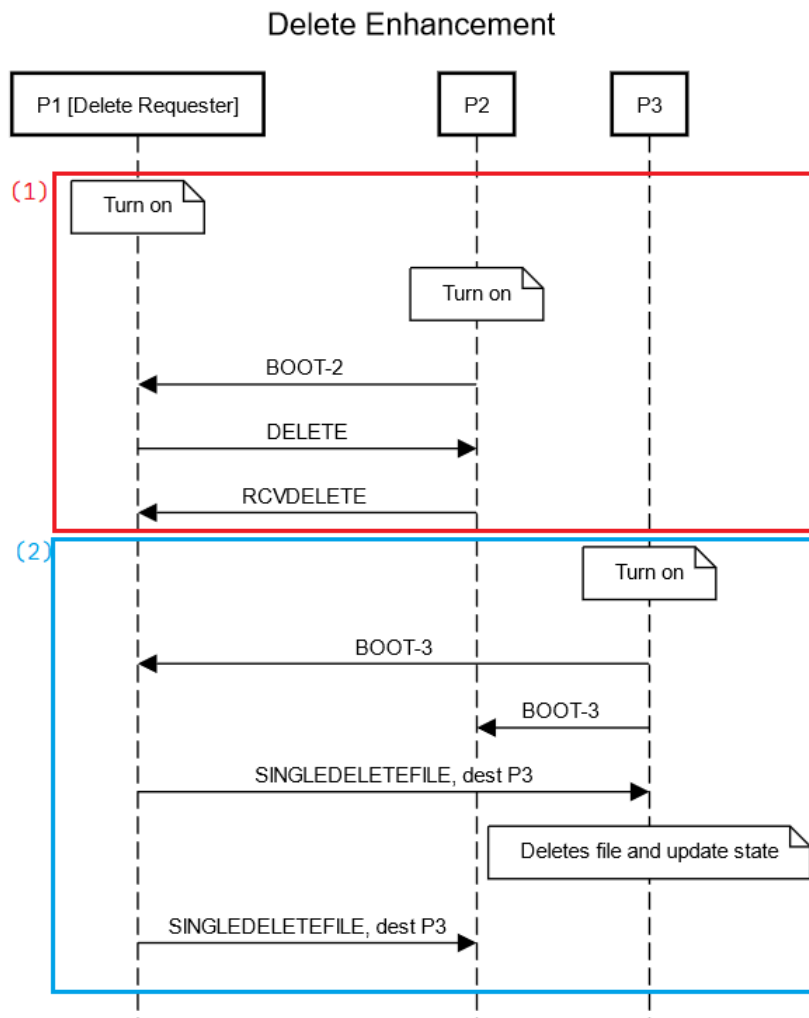 Delete Enhancement
P1 [Delete Requester]
P2
P3
(1)
Turn on
Turn on
BOOT-2
DELETE
RCVDELETE
(2)
Turn on
BOOT-3
BOOT-3
SINGLEDELETEFILE, dest P3
Deletes file and update state
SINGLEDELETEFILE, dest P3